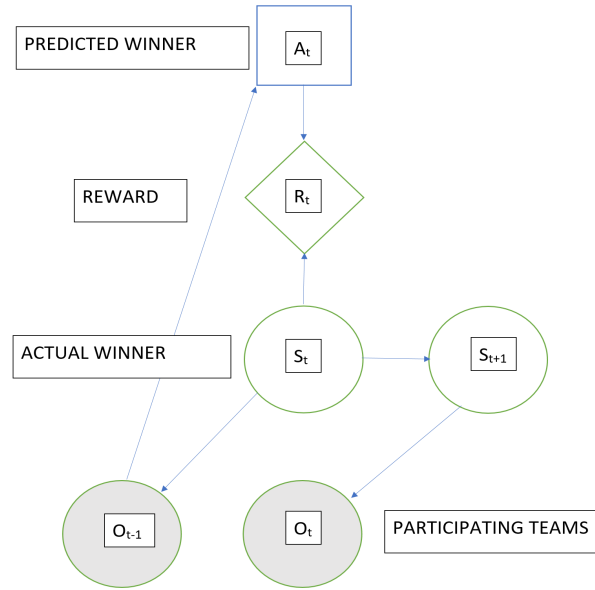 PREDICTED WINNER
At
REWARD
Rt
ACTUAL WINNER
St
St+1
Ot-1
Ot
PARTICIPATING TEAMS